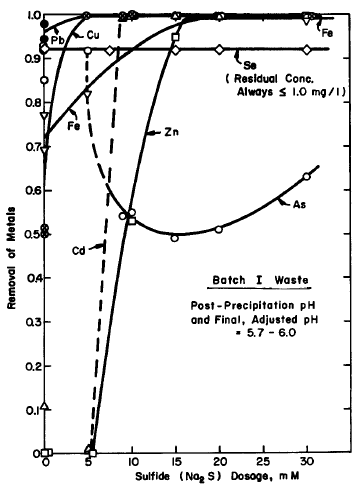 1.0
0.9
0.8
0.7
0.6
0.5
0.4
0.3
0.2
0.1
0
Removal of Metals
Pb
Cu
Fe
Fe
Se
( Residual Conc.
Always ≤ 1.0 mg/l )
Zn
As
Cd
Batch I Waste
Post-Precipitation pH
and Final, Adjusted pH
= 5.7 - 6.0
0 5 10 15 20 25 30
Sulfide (Na2S) Dosage, mM